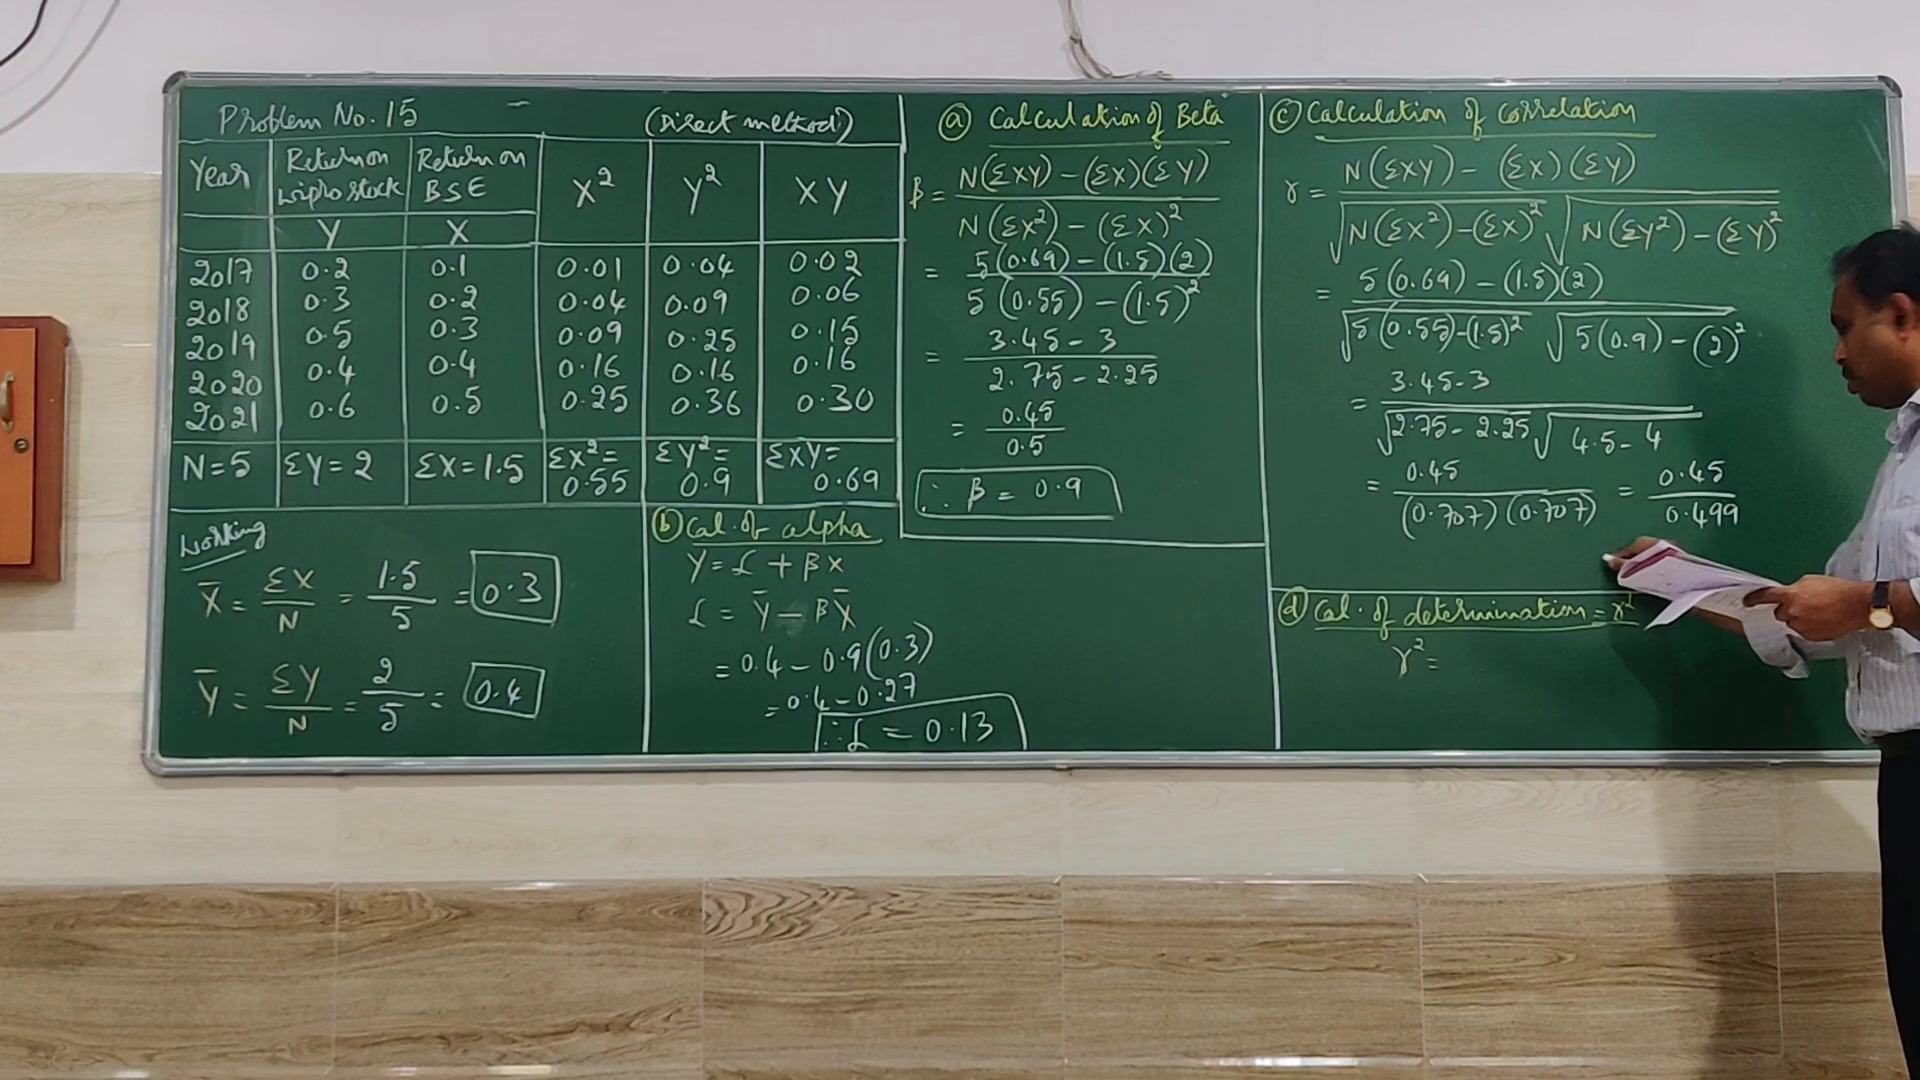 Problem No. 15 (Direct method)
Year Return on Wipro stock Return on BSE X² Y² XY
Y X
2017 0.2 0.1 0.01 0.04 0.02
2018 0.3 0.2 0.04 0.09 0.06
2019 0.5 0.3 0.09 0.25 0.15
2020 0.4 0.4 0.16 0.16 0.16
2021 0.6 0.5 0.25 0.36 0.30
N=5 ΣY=2 ΣX=1.5 ΣX²=0.55 ΣY²=0.9 ΣXY=0.69
Working
X̄ = ΣX/N = 1.5/5 = 0.3
Ȳ = ΣY/N = 2/5 = 0.4
(a) Calculation of Beta
β = N(ΣXY) - (ΣX)(ΣY) / N(ΣX²) - (ΣX)²
= 5(0.69) - (1.5)(2) / 5(0.55) - (1.5)²
= 3.45 - 3 / 2.75 - 2.25
= 0.45 / 0.5
∴ β = 0.9
(b) Cal. of alpha
Y = £ + βX
£ = Ȳ - βX̄
= 0.4 - 0.9(0.3)
= 0.4 - 0.27
∴ £ = 0.13
(c) Calculation of Correlation
r = N(ΣXY) - (ΣX)(ΣY) / √N(ΣX²)-(ΣX)² √N(ΣY²)-(ΣY)²
= 5(0.69) - (1.5)(2) / √5(0.55)-(1.5)² √5(0.9)-(2)²
= 3.45-3 / √2.75-2.25 √4.5-4
= 0.45 / (0.707)(0.707) = 0.45 / 0.499
(d) Cal. of determination = r²
r² =